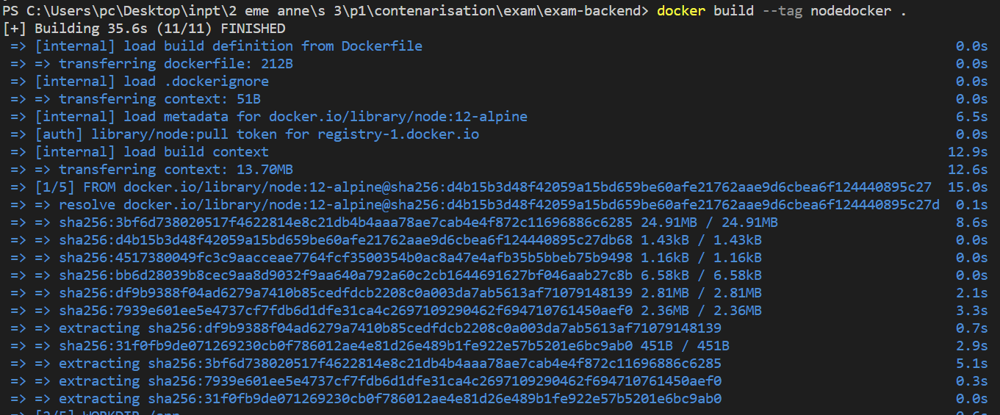 PS C:\Users\pc\Desktop\inpt\2 eme anne\s 3\p1\contenarisation\exam\exam-backend> docker build --tag nodedocker .
[+] Building 35.6s (11/11) FINISHED
=> [internal] load build definition from Dockerfile 0.0s
=> => transferring dockerfile: 212B 0.0s
=> [internal] load .dockerignore 0.0s
=> => transferring context: 51B 0.0s
=> [internal] load metadata for docker.io/library/node:12-alpine 6.5s
=> [auth] library/node:pull token for registry-1.docker.io 0.0s
=> [internal] load build context 12.9s
=> => transferring context: 13.70MB 12.6s
=> [1/5] FROM docker.io/library/node:12-alpine@sha256:d4b15b3d48f42059a15bd659be60afe21762aae9d6cbea6f124440895c27 15.0s
=> => resolve docker.io/library/node:12-alpine@sha256:d4b15b3d48f42059a15bd659be60afe21762aae9d6cbea6f124440895c27d 0.1s
=> => sha256:3bf6d738020517f4622814e8c21db4b4aaa78ae7cab4e4f872c11696886c6285 24.91MB / 24.91MB 8.6s
=> => sha256:d4b15b3d48f42059a15bd659be60afe21762aae9d6cbea6f124440895c27db68 1.43kB / 1.43kB 0.0s
=> => sha256:4517380049fc3c9aacceae7764fcf3500354b0ac8a47e4afb35b5bbeb75b9498 1.16kB / 1.16kB 0.0s
=> => sha256:bb6d28039b8cec9aa8d9032f9aa640a792a60c2cb1644691627bf046aab27c8b 6.58kB / 6.58kB 0.0s
=> => sha256:df9b9388f04ad6279a7410b85cedfdcb2208c0a003da7ab5613af71079148139 2.81MB / 2.81MB 2.1s
=> => sha256:7939e601ee5e4737cf7fdb6d1dfe31ca4c2697109290462f694710761450aef0 2.36MB / 2.36MB 3.3s
=> => extracting sha256:df9b9388f04ad6279a7410b85cedfdcb2208c0a003da7ab5613af71079148139 0.7s
=> => sha256:31f0fb9de071269230cb0f786012ae4e81d26e489b1fe922e57b5201e6bc9ab0 451B / 451B 2.9s
=> => extracting sha256:3bf6d738020517f4622814e8c21db4b4aaa78ae7cab4e4f872c11696886c6285 5.1s
=> => extracting sha256:7939e601ee5e4737cf7fdb6d1dfe31ca4c2697109290462f694710761450aef0 0.3s
=> => extracting sha256:31f0fb9de071269230cb0f786012ae4e81d26e489b1fe922e57b5201e6bc9ab0 0.0s
=> [2/5] WORKDIR /app 0.6s